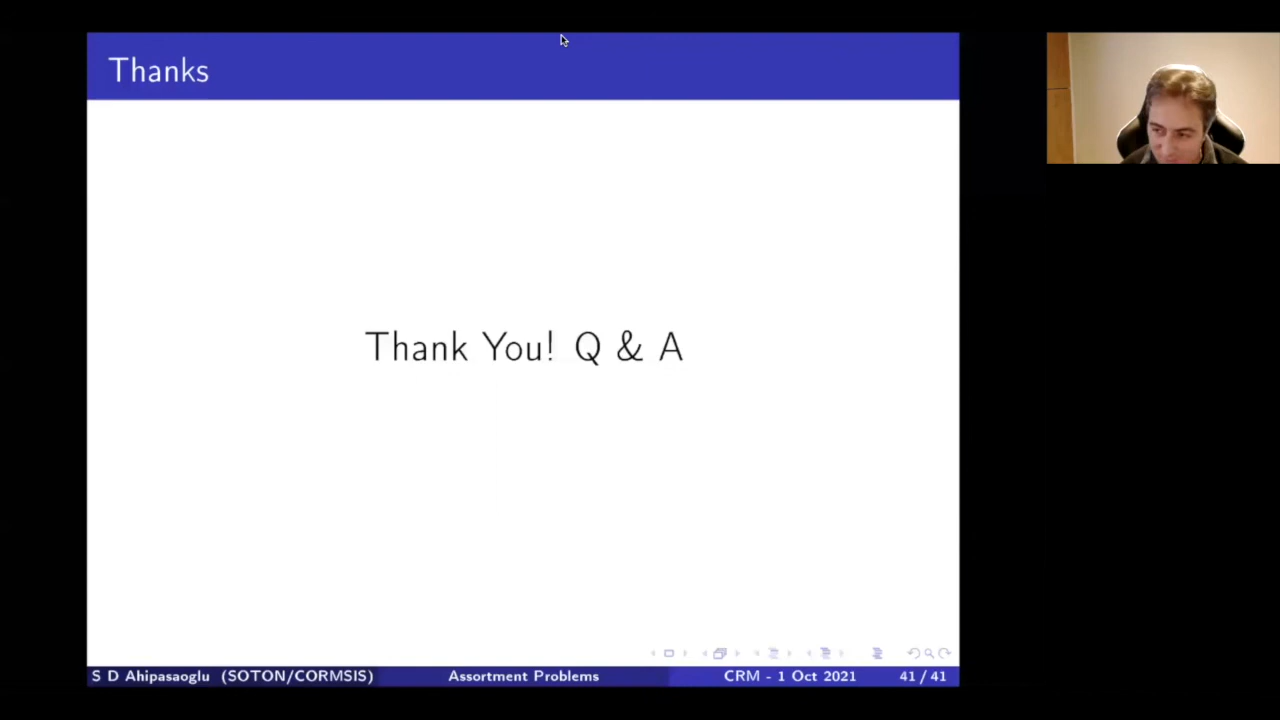 Thanks
Thank You! Q & A
S D Ahipasaoglu (SOTON/CORMSIS) Assortment Problems CRM - 1 Oct 2021 41 / 41